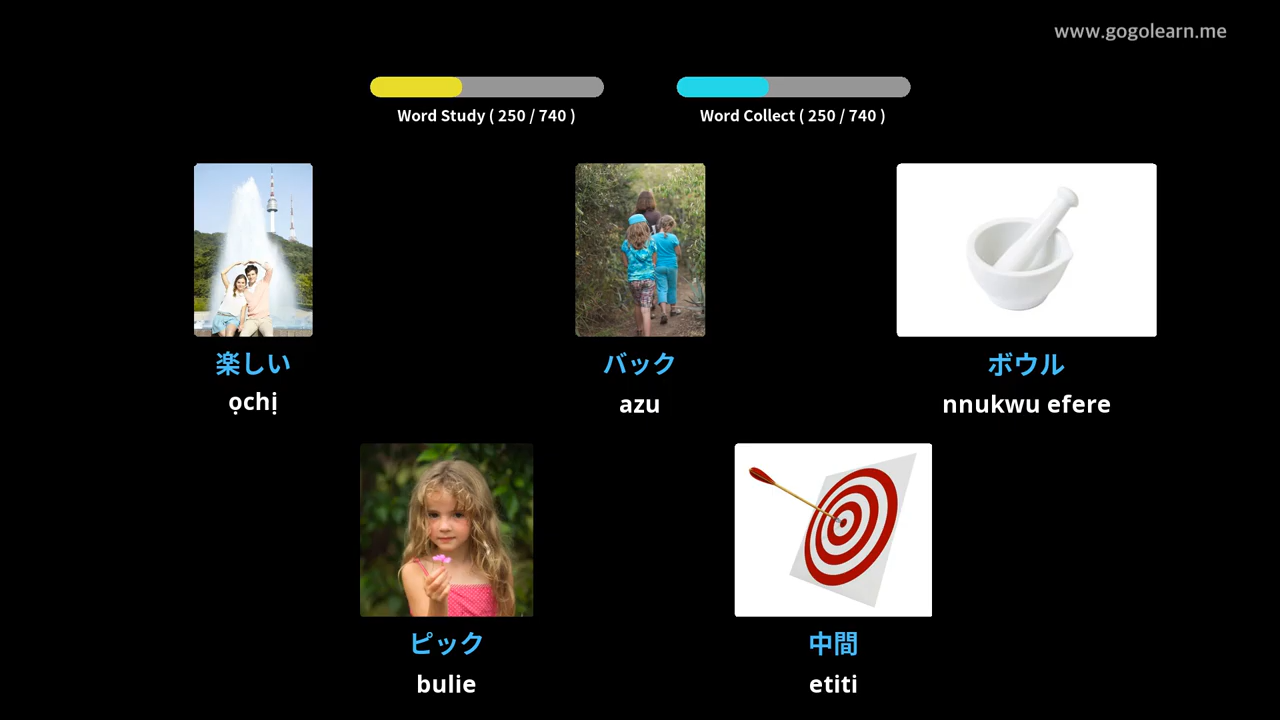 www.gogolearn.me
Word Study ( 250 / 740 )
Word Collect ( 250 / 740 )
楽しい
ọchị
バック
azu
ボウル
nnukwu efere
ピック
bulie
中間
etiti